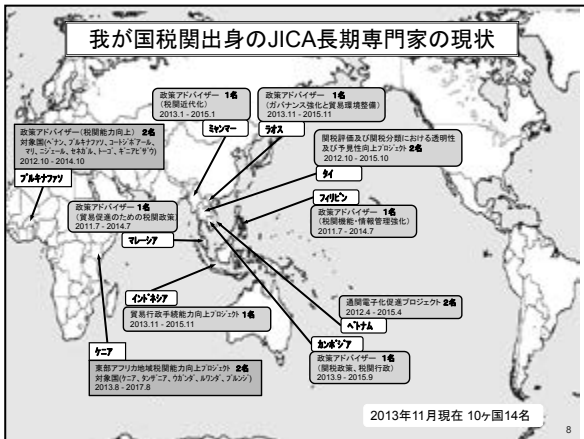 我が国税関出身のJICA長期専門家の現状
政策アドバイザー 1名
(税関近代化)
2013.1 - 2015.1
ミャンマー
政策アドバイザー 1名
(ガバナンス強化と貿易環境整備)
2013.11 - 2015.11
ラオス
政策アドバイザー(税関能力向上) 2名
対象国(ベナン、ブルキナファソ、コートジボアール、
マリ、ニジェール、セネガル、トーゴ、ギニアビサウ)
2012.10 - 2014.10
ブルキナファソ
関税評価及び関税分類における透明性
及び予見性向上プロジェクト 2名
2012.10 - 2015.10
タイ
政策アドバイザー 1名
(貿易促進のための税関政策)
2011.7 - 2014.7
マレーシア
フィリピン
政策アドバイザー 1名
(税関機能・情報管理強化)
2011.7 - 2014.7
インドネシア
貿易行政手続能力向上プロジェクト 1名
2013.11 - 2015.11
通関電子化促進プロジェクト 2名
2012.4 - 2015.4
ベトナム
カンボジア
政策アドバイザー 1名
(関税政策、税関行政)
2013.9 - 2015.9
ケニア
東部アフリカ地域税関能力向上プロジェクト 2名
対象国(ケニア、タンザニア、ウガンダ、ルワンダ、ブルンジ)
2013.8 - 2017.8
2013年11月現在 10ヶ国14名
8